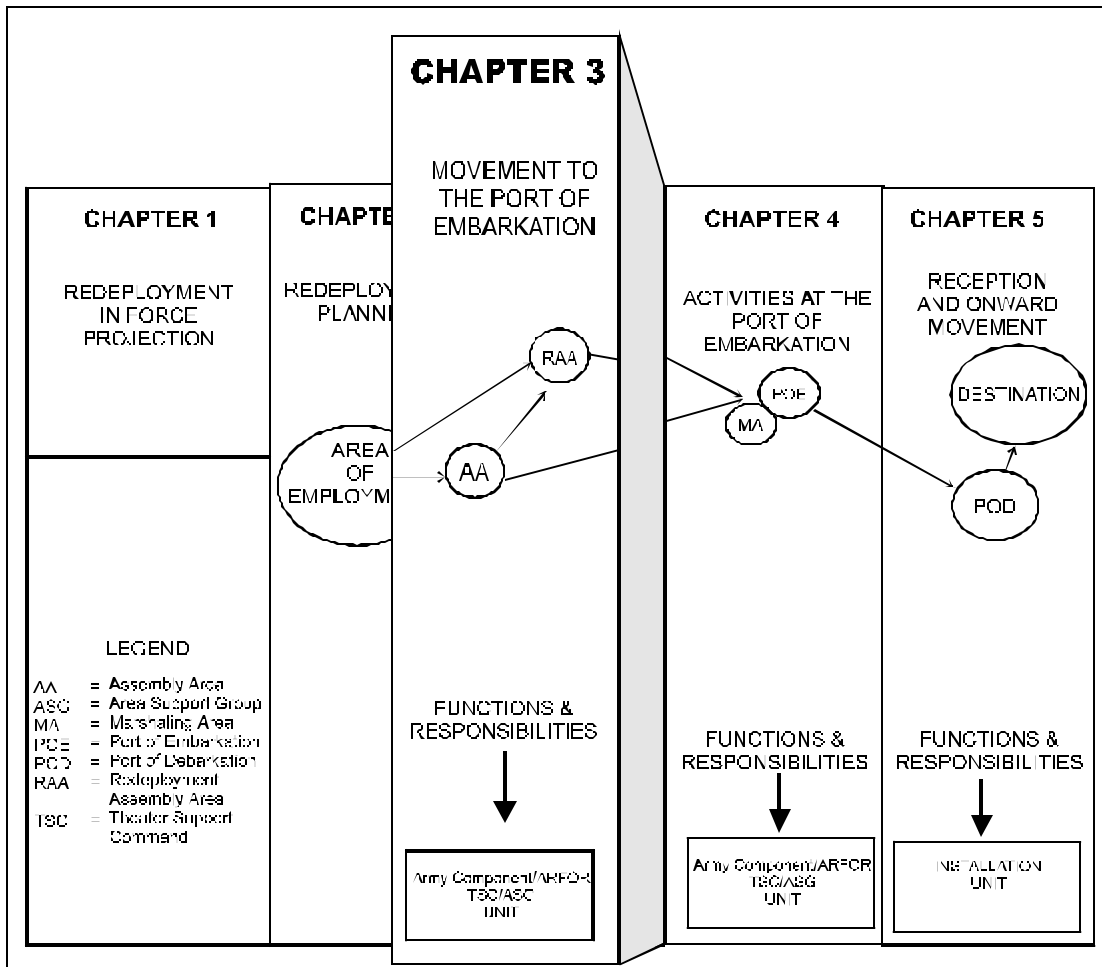 CHAPTER 1
REDEPLOYMENT
IN FORCE
PROJECTION
LEGEND
AA = Assembly Area
ASG = Area Support Group
MA = Marshaling Area
POE = Port of Embarkation
POD = Port of Debarkation
RAA = Redeployment
Assembly Area
TSC = Theater Support
Command
CHAPTE
REDEPLOY
PLANN
AREA
OF
EMPLOYM
CHAPTER 3
MOVEMENT TO
THE PORT OF
EMBARKATION
RAA
AA
FUNCTIONS &
RESPONSIBILITIES
Army Component/ARFOR
TSC/ASG
UNIT
CHAPTER 4
ACTIVITIES AT THE
PORT OF
EMBARKATION
POE
MA
FUNCTIONS &
RESPONSIBILITIES
Army Component/ARFOR
TSC/ASG
UNIT
CHAPTER 5
RECEPTION
AND ONWARD
MOVEMENT
DESTINATION
POD
FUNCTIONS &
RESPONSIBILITIES
INSTALLATION
UNIT